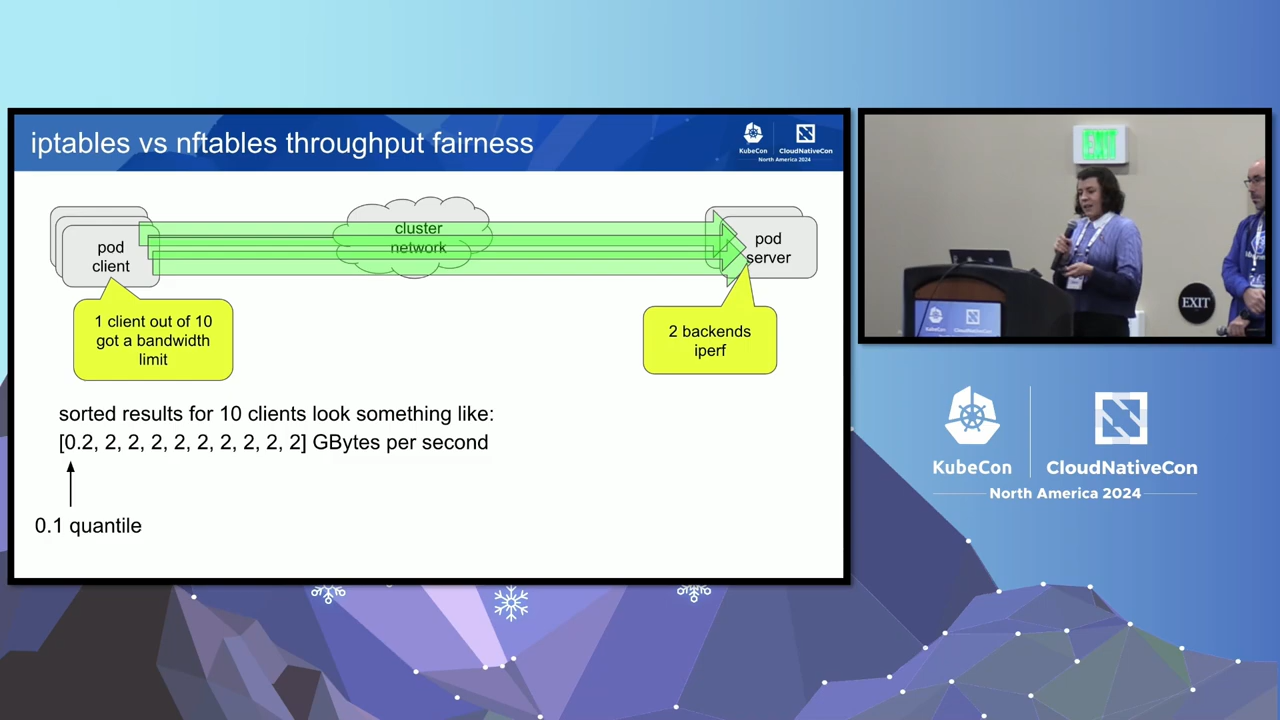 iptables vs nftables throughput fairness
KubeCon
CloudNativeCon
North America 2024
pod
client
cluster
network
pod
server
1 client out of 10
got a bandwidth
limit
2 backends
iperf
sorted results for 10 clients look something like:
[0.2, 2, 2, 2, 2, 2, 2, 2, 2, 2] GBytes per second
0.1 quantile
EXIT
EXIT
KubeCon
CloudNativeCon
North America 2024